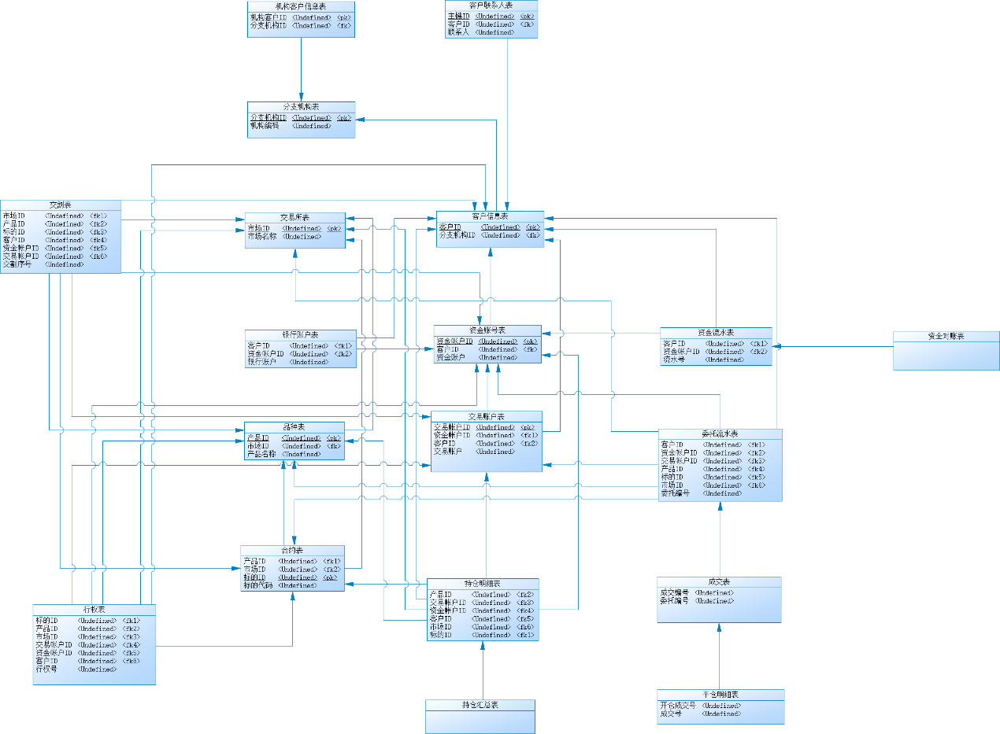 机构客户信息表
机构客户ID <Undefined> <pk>
分支机构ID <Undefined> <fk>
客户联系人表
主键ID <Undefined> <pk>
客户ID <Undefined> <fk>
联系人 <Undefined>
分支机构表
分支机构ID <Undefined> <pk>
机构编码 <Undefined>
交割表
市场ID <Undefined> <fk1>
产品ID <Undefined> <fk2>
标的ID <Undefined> <fk3>
客户ID <Undefined> <fk4>
资金帐户ID <Undefined> <fk5>
交易帐户ID <Undefined> <fk6>
交割序号 <Undefined>
交易所表
市场ID <Undefined> <pk>
市场名称 <Undefined>
客户信息表
客户ID <Undefined> <pk>
分支机构ID <Undefined> <fk>
银行账户表
客户ID <Undefined> <fk1>
资金帐户ID <Undefined> <fk2>
银行账户 <Undefined>
资金账号表
资金帐户ID <Undefined> <pk>
客户ID <Undefined> <fk>
资金账户 <Undefined>
资金流水表
客户ID <Undefined> <fk1>
资金帐户ID <Undefined> <fk2>
流水号 <Undefined>
资金对账表
品种表
产品ID <Undefined> <pk>
市场ID <Undefined> <fk>
产品名称 <Undefined>
交易账户表
交易帐户ID <Undefined> <pk>
资金帐户ID <Undefined> <fk1>
客户ID <Undefined> <fk2>
交易账户 <Undefined>
委托流水表
客户ID <Undefined> <fk1>
资金帐户ID <Undefined> <fk2>
交易帐户ID <Undefined> <fk3>
产品ID <Undefined> <fk4>
标的ID <Undefined> <fk5>
市场ID <Undefined> <fk6>
委托编号 <Undefined>
合约表
产品ID <Undefined> <fk1>
市场ID <Undefined> <fk2>
标的ID <Undefined> <pk>
标的代码 <Undefined>
持仓明细表
产品ID <Undefined> <fk2>
交易帐户ID <Undefined> <fk3>
资金帐户ID <Undefined> <fk4>
客户ID <Undefined> <fk5>
市场ID <Undefined> <fk6>
标的ID <Undefined> <fk1>
成交表
成交编号 <Undefined>
委托编号 <Undefined>
行权表
标的ID <Undefined> <fk1>
产品ID <Undefined> <fk2>
市场ID <Undefined> <fk3>
交易帐户ID <Undefined> <fk4>
资金帐户ID <Undefined> <fk5>
客户ID <Undefined> <fk6>
行权号 <Undefined>
持仓汇总表
平仓明细表
开仓成交号 <Undefined>
成交号 <Undefined>